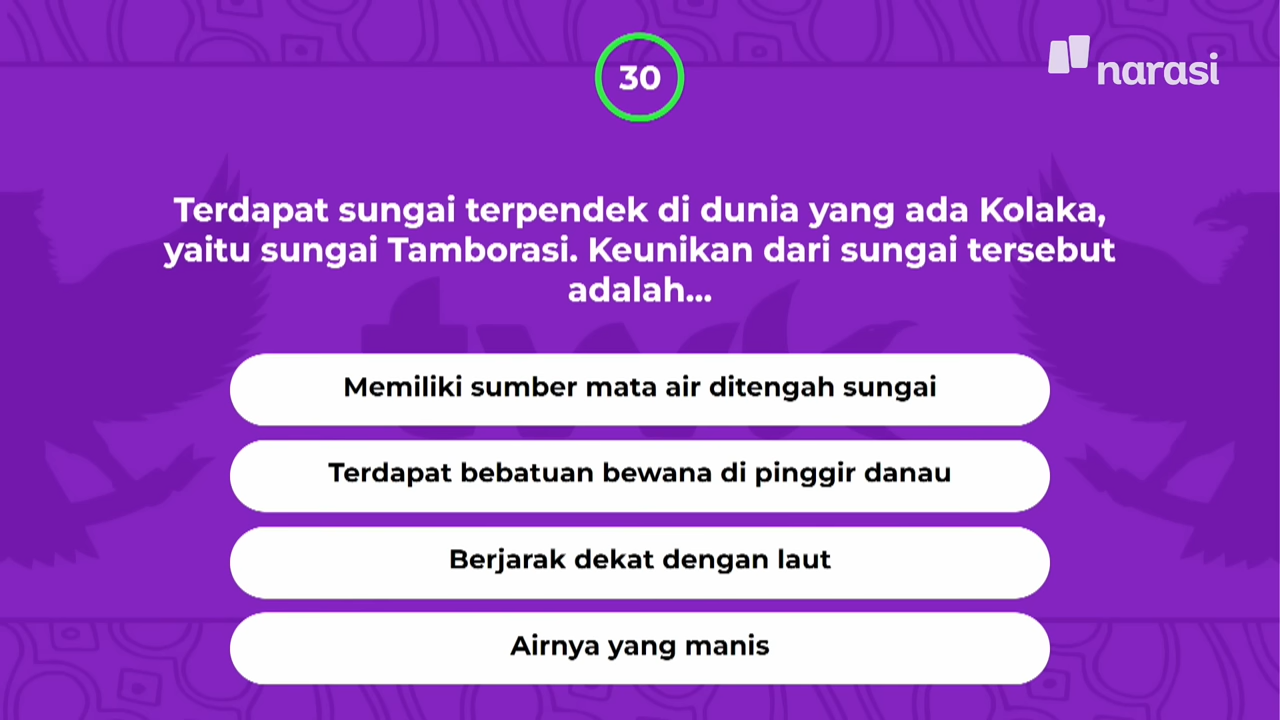 30
narasi
Terdapat sungai terpendek di dunia yang ada Kolaka,
yaitu sungai Tamborasi. Keunikan dari sungai tersebut
adalah...
twk
Memiliki sumber mata air ditengah sungai
Terdapat bebatuan bewana di pinggir danau
Berjarak dekat dengan laut
Airnya yang manis